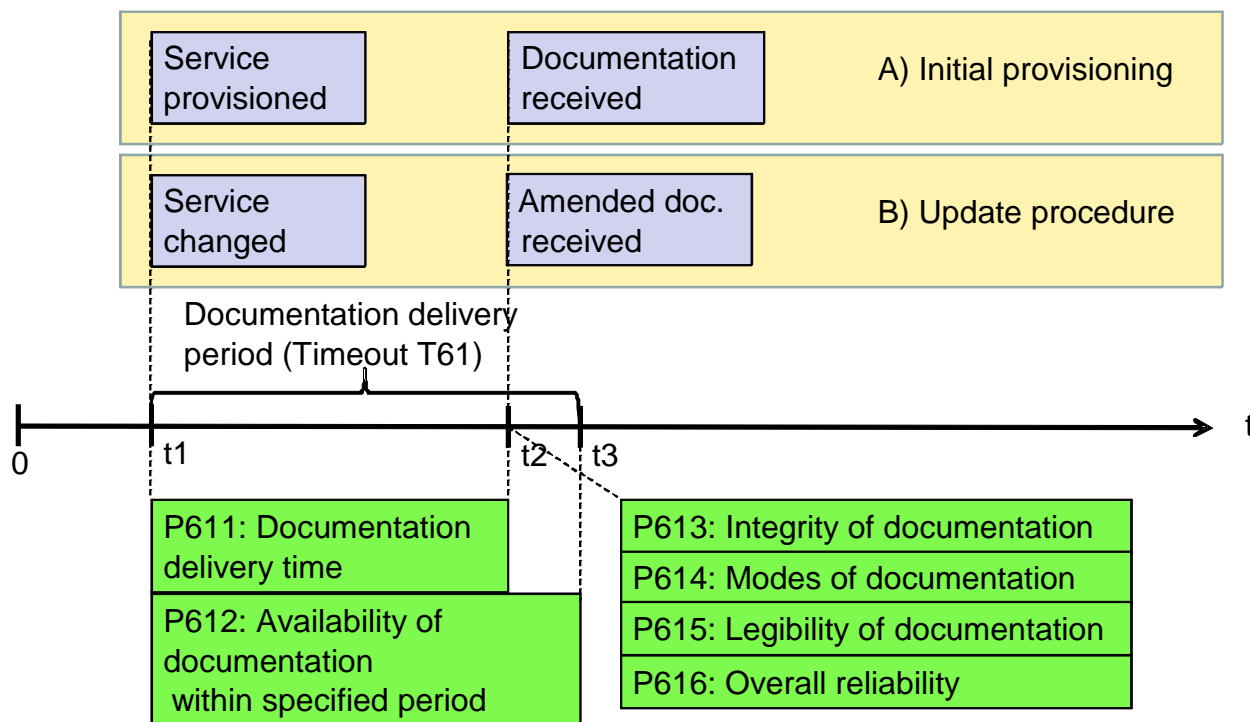 Service
provisioned
Documentation
received
A) Initial provisioning
Service
changed
Amended doc.
received
B) Update procedure
Documentation delivery
period (Timeout T61)
0
t1
t2
t3
t
P611: Documentation
delivery time
P612: Availability of
documentation
within specified period
P613: Integrity of documentation
P614: Modes of documentation
P615: Legibility of documentation
P616: Overall reliability